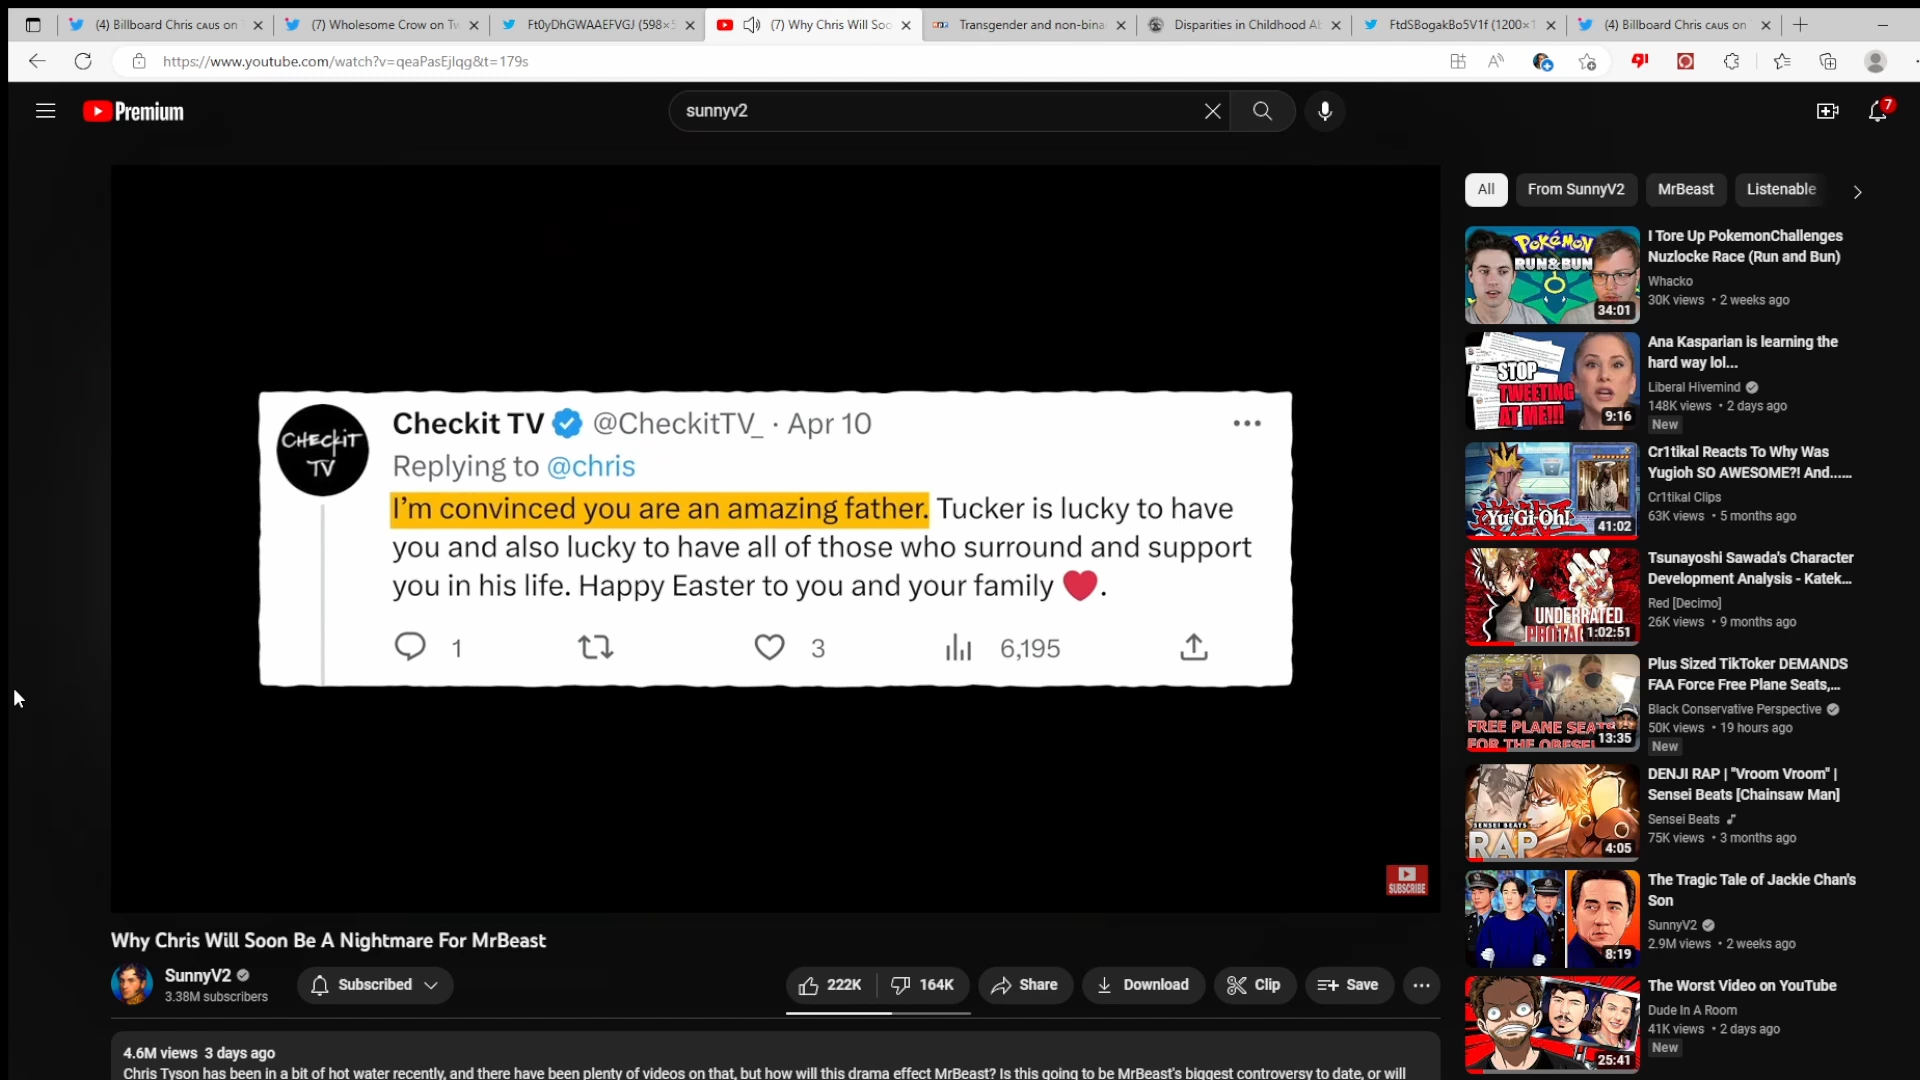 (4) Billboard Chris ᴄᴀᴜs on
(7) Wholesome Crow on Tw
Ft0yDhGWAAEFVGJ (598×5
(7) Why Chris Will Soo
Transgender and non-bina
Disparities in Childhood Al
FtdSBogakBo5V1f (1200×1
(4) Billboard Chris ᴄᴀᴜs on
https://www.youtube.com/watch?v=qeaPasEjlqg&t=179s
Premium
sunnyv2
7
All
From SunnyV2
MrBeast
Listenable
CHECKIT TV
Checkit TV @CheckitTV_ · Apr 10
Replying to @chris
I'm convinced you are an amazing father. Tucker is lucky to have
you and also lucky to have all of those who surround and support
you in his life. Happy Easter to you and your family ❤️.
1
3
6,195
SUBSCRIBE
Why Chris Will Soon Be A Nightmare For MrBeast
SunnyV2
3.38M subscribers
Subscribed
222K
164K
Share
Download
Clip
Save
4.6M views 3 days ago
Chris Tyson has been in a bit of hot water recently, and there have been plenty of videos on that, but how will this drama effect MrBeast? Is this going to be MrBeast's biggest controversy to date, or will
POKÉMON
RUN&BUN
34:01
I Tore Up PokemonChallenges
Nuzlocke Race (Run and Bun)
Whacko
30K views • 2 weeks ago
STOP
TWEETING
AT ME!!!
9:16
Ana Kasparian is learning the
hard way lol...
Liberal Hivemind
148K views • 2 days ago
New
Yu-Gi-Oh!
41:02
Cr1tikal Reacts To Why Was
Yugioh SO AWESOME?! And......
Cr1tikal Clips
63K views • 5 months ago
UNDERRATED
PROTAG
1:02:51
Tsunayoshi Sawada's Character
Development Analysis - Katek...
Red [Decimo]
26K views • 9 months ago
FREE PLANE SEATS
FOR THE OBESE!
13:35
Plus Sized TikToker DEMANDS
FAA Force Free Plane Seats,...
Black Conservative Perspective
50K views • 19 hours ago
New
SENSEI BEATS
RAP
4:05
DENJI RAP | "Vroom Vroom" |
Sensei Beats [Chainsaw Man]
Sensei Beats
75K views • 3 months ago
8:19
The Tragic Tale of Jackie Chan's
Son
SunnyV2
2.9M views • 2 weeks ago
25:41
The Worst Video on YouTube
Dude In A Room
41K views • 2 days ago
New